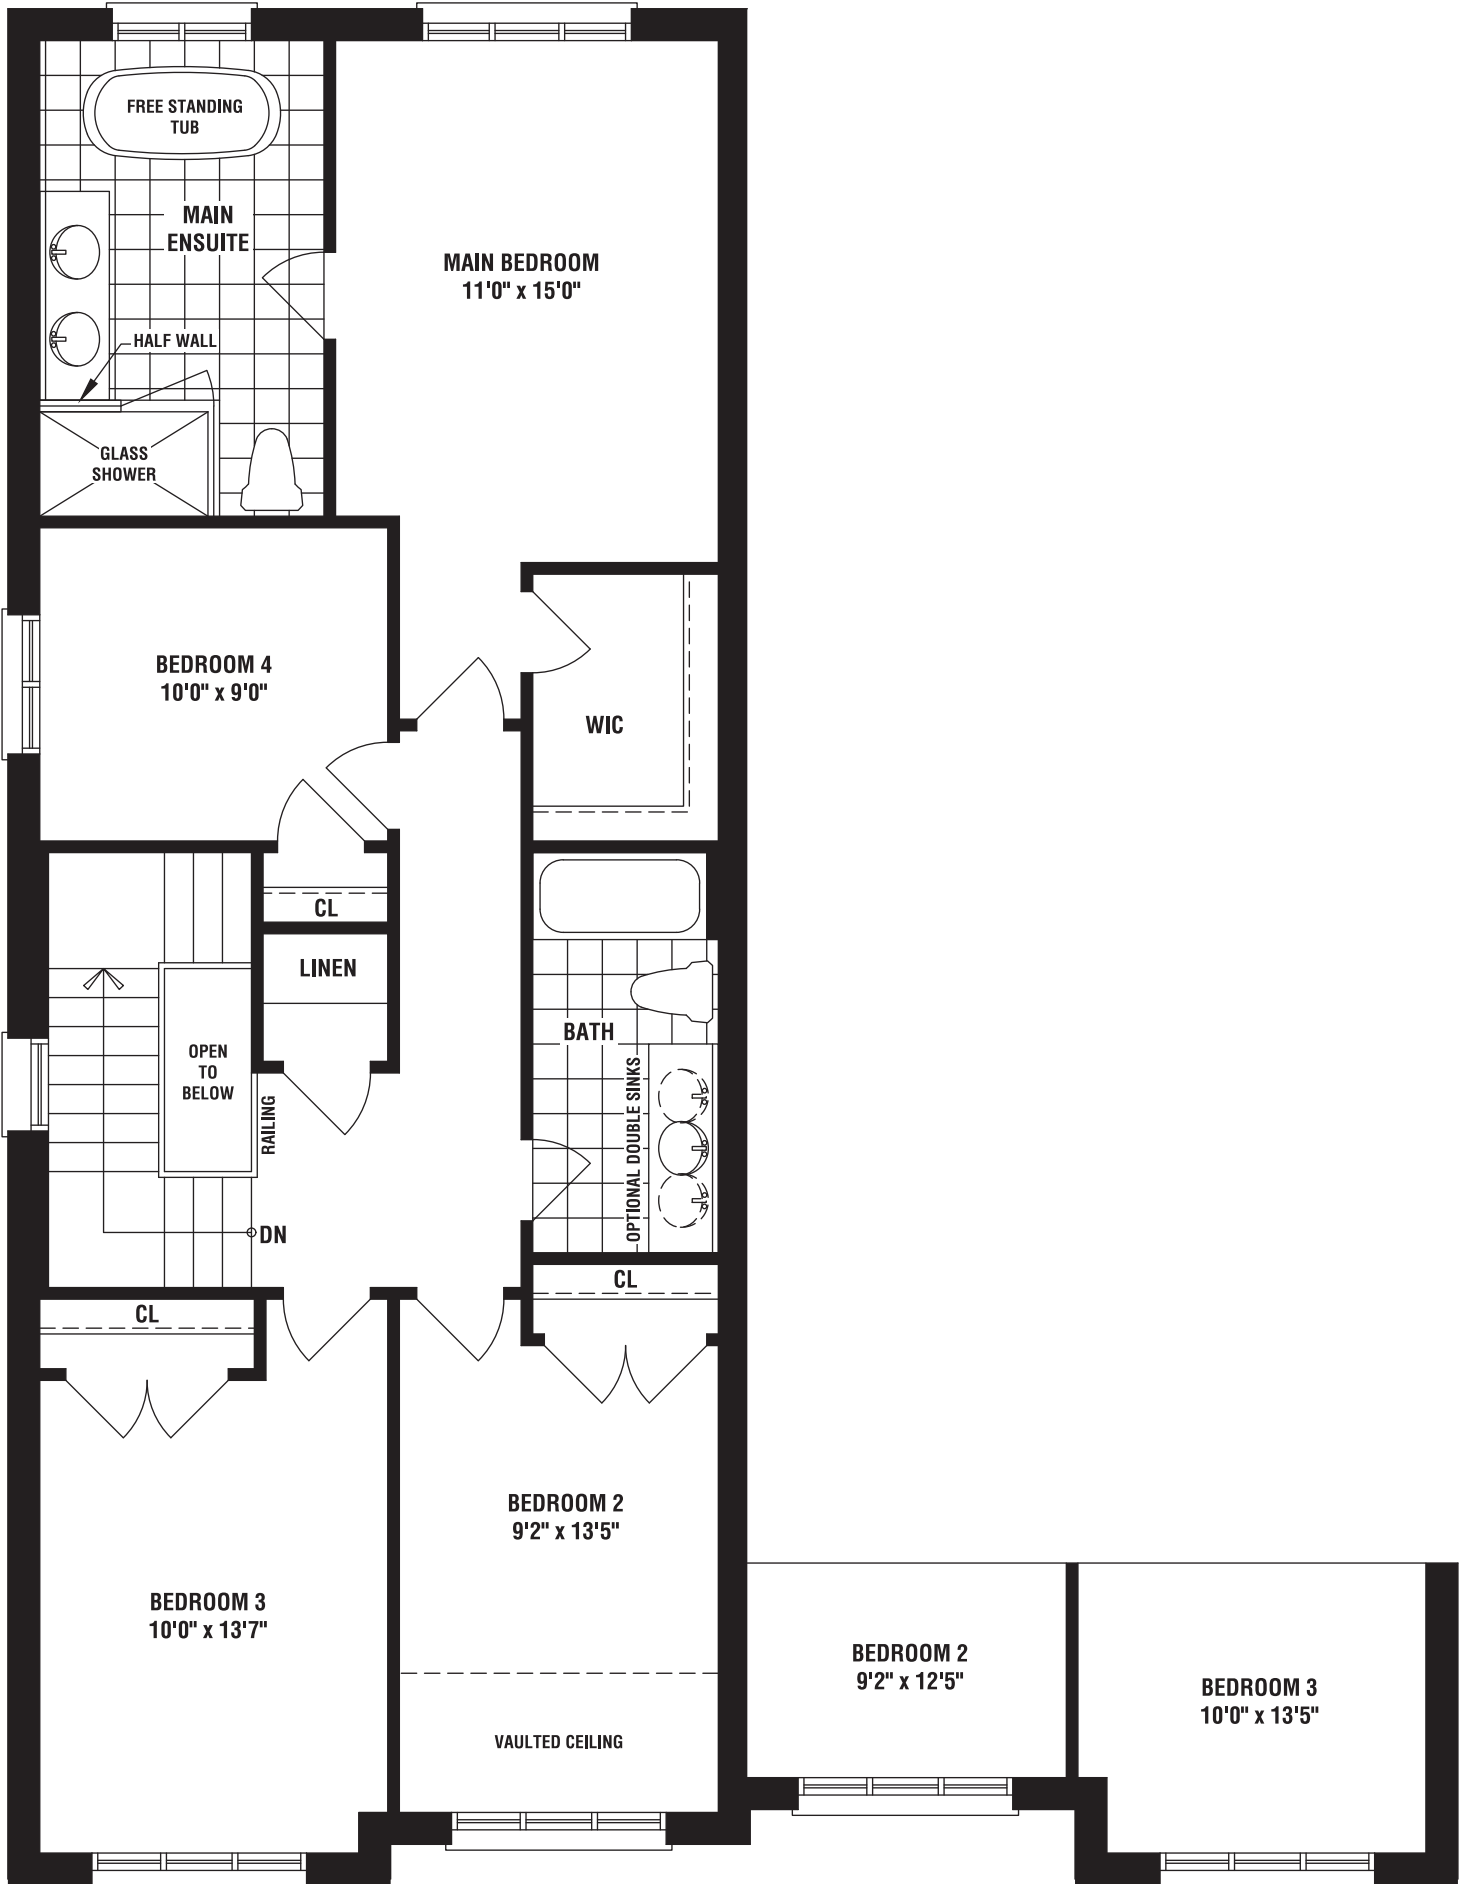 FREE STANDING
TUB
MAIN
ENSUITE
MAIN BEDROOM
11'0" x 15'0"
HALF WALL
GLASS
SHOWER
BEDROOM 4
10'0" x 9'0"
WIC
CL
LINEN
OPEN
TO
BELOW
RAILING
BATH
OPTIONAL DOUBLE SINKS
DN
CL
CL
BEDROOM 2
9'2" x 13'5"
BEDROOM 3
10'0" x 13'7"
VAULTED CEILING
BEDROOM 2
9'2" x 12'5"
BEDROOM 3
10'0" x 13'5"